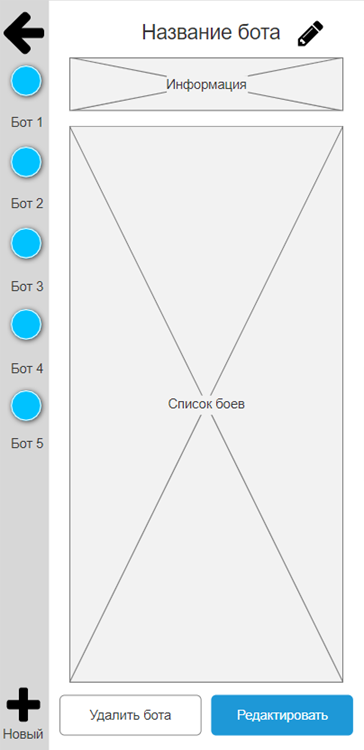 Название бота
Информация
Бот 1
Бот 2
Бот 3
Бот 4
Бот 5
Список боев
Новый
Удалить бота
Редактировать